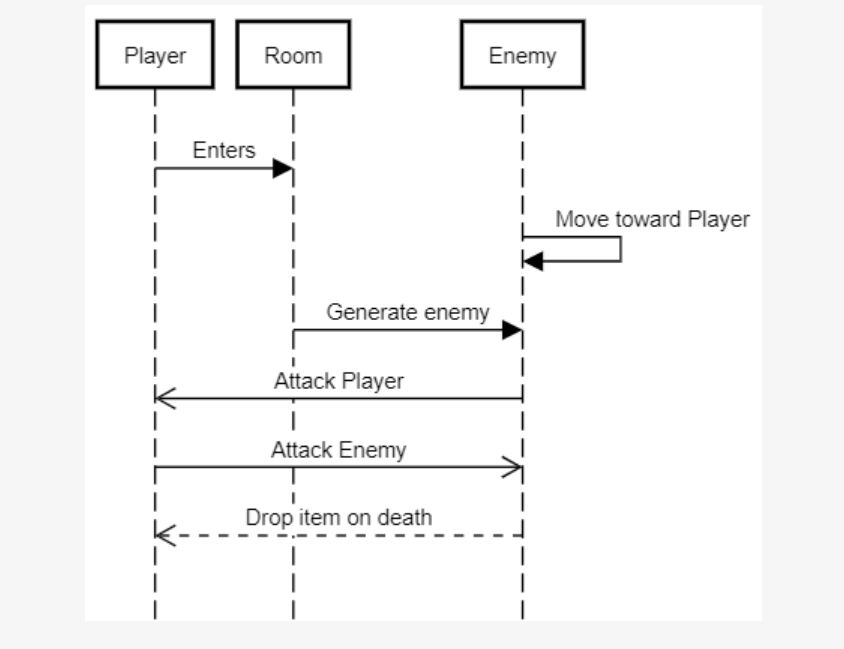 Player
Room
Enemy
Enters
Move toward Player
Generate enemy
Attack Player
Attack Enemy
Drop item on death